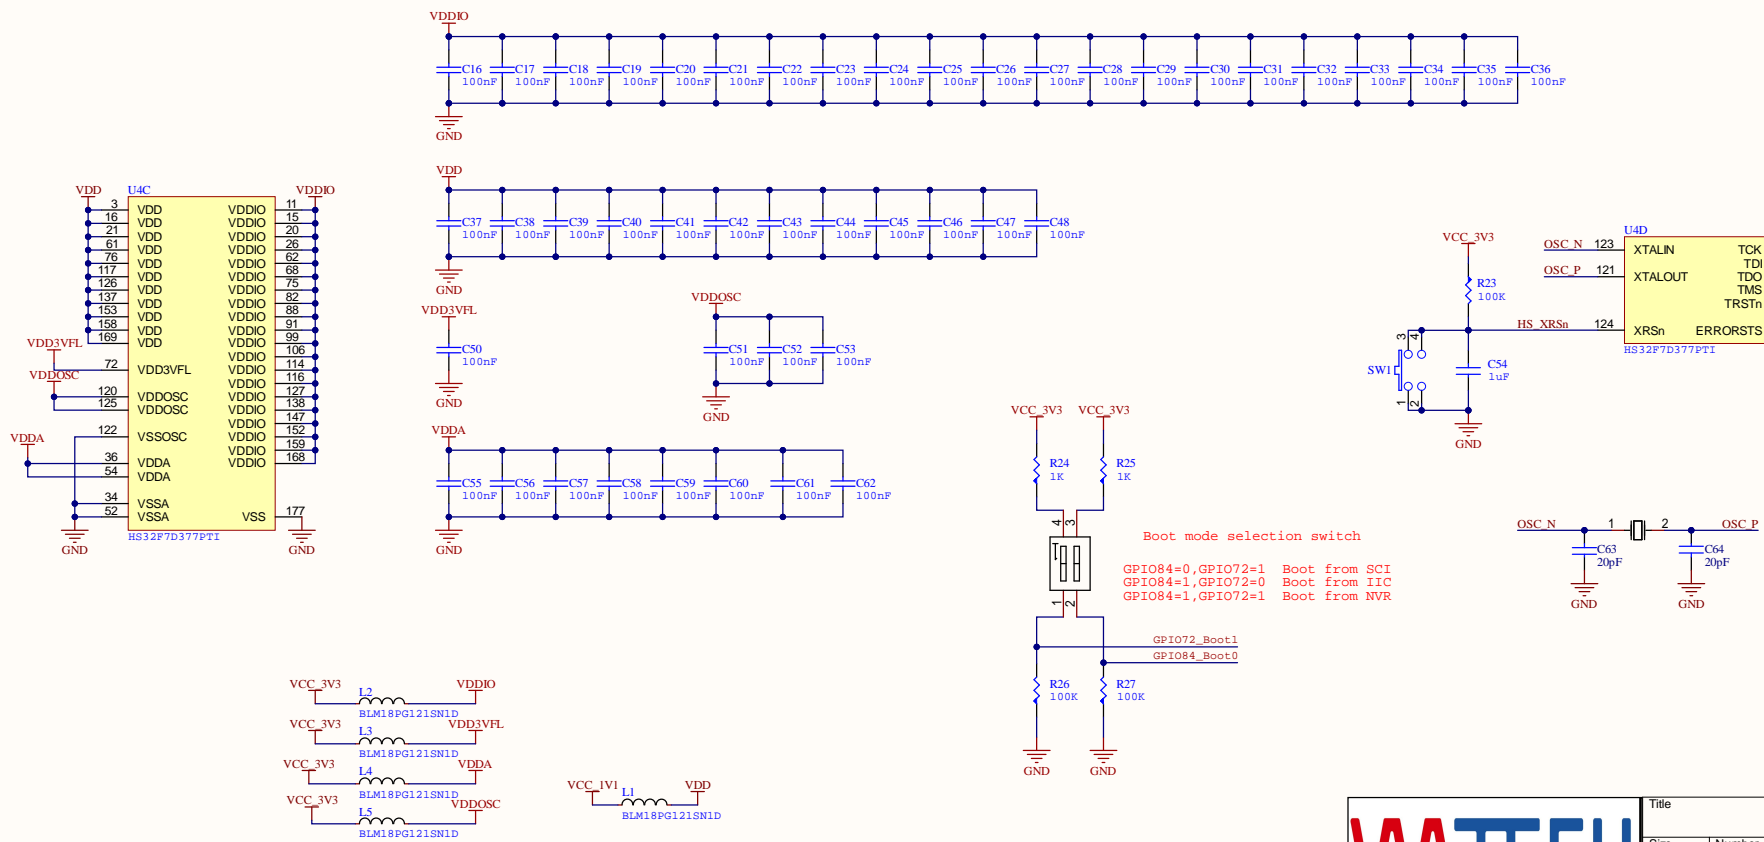 VDDIO
C16 C17 C18 C19 C20 C21 C22 C23 C24 C25 C26 C27 C28 C29 C30 C31 C32 C33 C34 C35 C36
100nF 100nF 100nF 100nF 100nF 100nF 100nF 100nF 100nF 100nF 100nF 100nF 100nF 100nF 100nF 100nF 100nF 100nF 100nF 100nF 100nF
GND
VDD
C37 C38 C39 C40 C41 C42 C43 C44 C45 C46 C47 C48
100nF 100nF 100nF 100nF 100nF 100nF 100nF 100nF 100nF 100nF 100nF 100nF
GND
VDD3VFL
C50
100nF
GND
VDDOSC
C51 C52 C53
100nF 100nF 100nF
GND
VDDA
C55 C56 C57 C58 C59 C60 C61 C62
100nF 100nF 100nF 100nF 100nF 100nF 100nF 100nF
GND
VDD U4C VDDIO
3 VDD VDDIO 11
16 VDD VDDIO 15
21 VDD VDDIO 20
61 VDD VDDIO 26
76 VDD VDDIO 62
117 VDD VDDIO 68
126 VDD VDDIO 75
137 VDD VDDIO 82
153 VDD VDDIO 88
158 VDD VDDIO 91
169 VDD VDDIO 99
VDD3VFL
VDDIO 106
72 VDD3VFL VDDIO 114
VDDOSC
VDDIO 116
120 VDDOSC VDDIO 127
125 VDDOSC VDDIO 138
VDDIO 147
122 VSSOSC VDDIO 152
VDDA
VDDIO 159
36 VDDA VDDIO 168
54 VDDA
34 VSSA
52 VSSA VSS 177
HS32F7D377PTI
GND GND
VCC_3V3 L2 VDDIO
BLM18PG121SN1D
VCC_3V3 L3 VDD3VFL
BLM18PG121SN1D
VCC_3V3 L4 VDDA
BLM18PG121SN1D
VCC_3V3 L5 VDDOSC
BLM18PG121SN1D
VCC_1V1 L1 VDD
BLM18PG121SN1D
VCC_3V3 VCC_3V3
R24 R25
1K 1K
4 3
1 2
Boot mode selection switch
GPIO84=0,GPIO72=1 Boot from SCI
GPIO84=1,GPIO72=0 Boot from IIC
GPIO84=1,GPIO72=1 Boot from NVR
GPIO72_Boot1
GPIO84_Boot0
R26 R27
100K 100K
GND GND
VCC_3V3
R23
100K
HS_XRSn
3 4
SW1
1 2
C54
1uF
GND
U4D
OSC_N 123 XTALIN TCK
TDI
OSC_P 121 XTALOUT TDO
TMS
TRSTn
124 XRSn ERRORSTS
HS32F7D377PTI
OSC_N 1 2 OSC_P
C63 C64
20pF 20pF
GND GND
Title